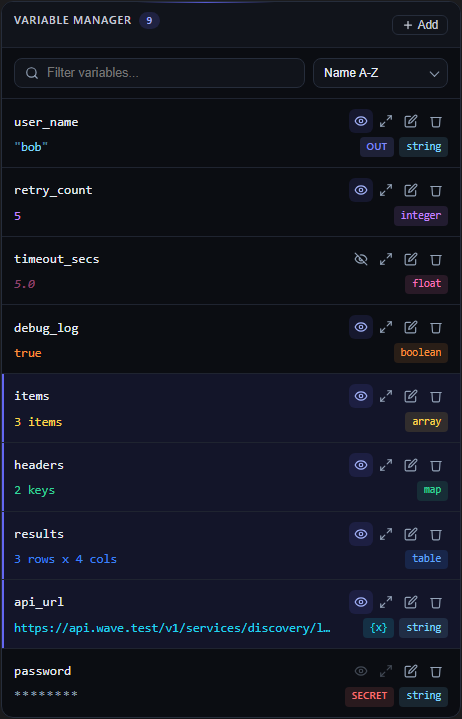 VARIABLE MANAGER 9
+ Add
Filter variables...
Name A-Z
user_name
"bob" OUT string
retry_count
5 integer
timeout_secs
5.0 float
debug_log
true boolean
items
3 items array
headers
2 keys map
results
3 rows x 4 cols table
api_url
https://api.wave.test/v1/services/discovery/l… {x} string
password
******** SECRET string